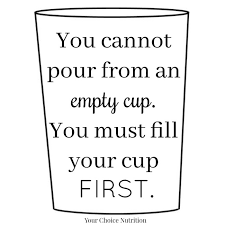 You cannot
pour from an
empty cup.
You must fill
your cup
FIRST.
Your Choice Nutrition